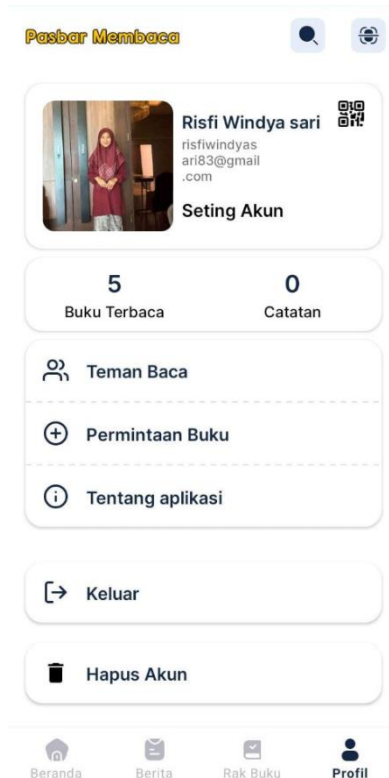 Pasbar Membaca
Risfi Windya sari
risfiwindyas
ari83@gmail
.com
Seting Akun
5
Buku Terbaca
0
Catatan
Teman Baca
Permintaan Buku
Tentang aplikasi
Keluar
Hapus Akun
Beranda
Berita
Rak Buku
Profil